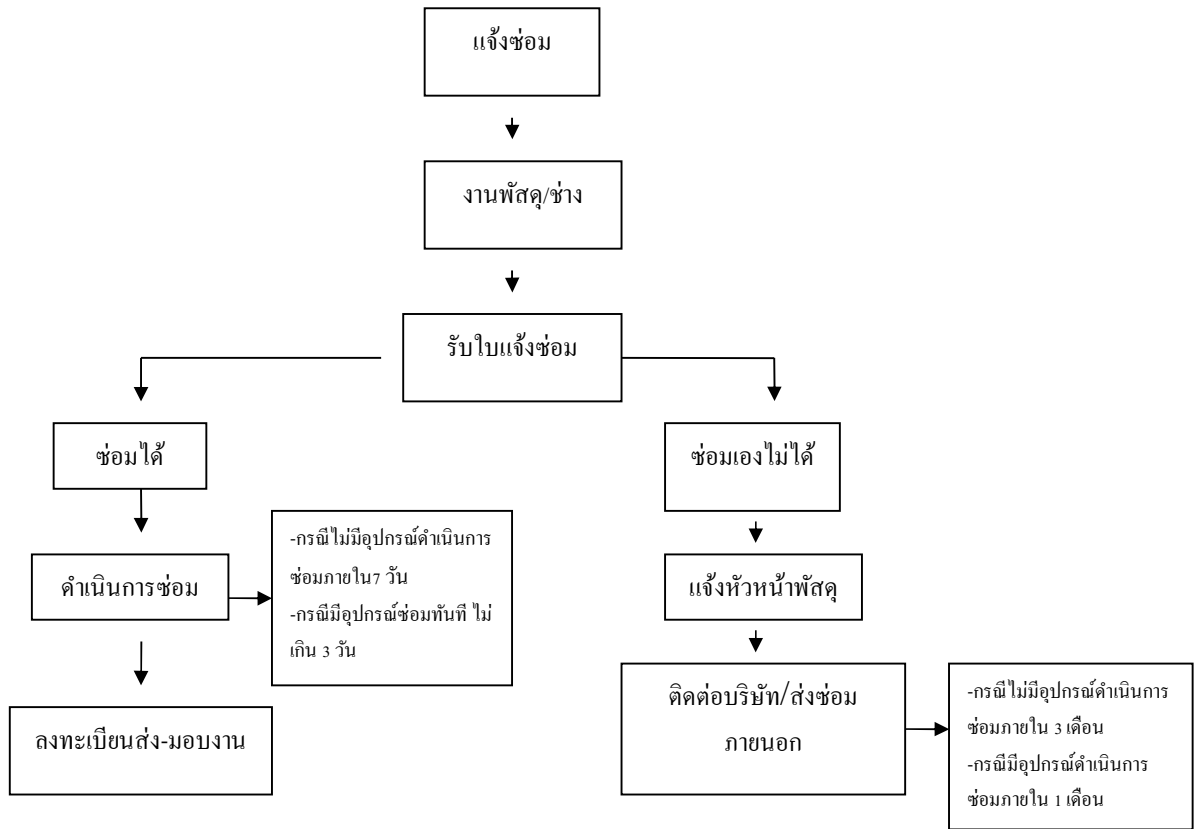 แจ้งซ่อม
งานพัสดุ/ช่าง
รับใบแจ้งซ่อม
ซ่อมได้
ซ่อมเองไม่ได้
-กรณีไม่มีอุปกรณ์ดำเนินการ
ซ่อมภายใน7 วัน
-กรณีมีอุปกรณ์ซ่อมทันที ไม่
เกิน 3 วัน
ดำเนินการซ่อม
แจ้งหัวหน้าพัสดุ
ลงทะเบียนส่ง-มอบงาน
ติดต่อบริษัท/ส่งซ่อม
ภายนอก
-กรณีไม่มีอุปกรณ์ดำเนินการ
ซ่อมภายใน 3 เดือน
-กรณีมีอุปกรณ์ดำเนินการ
ซ่อมภายใน 1 เดือน